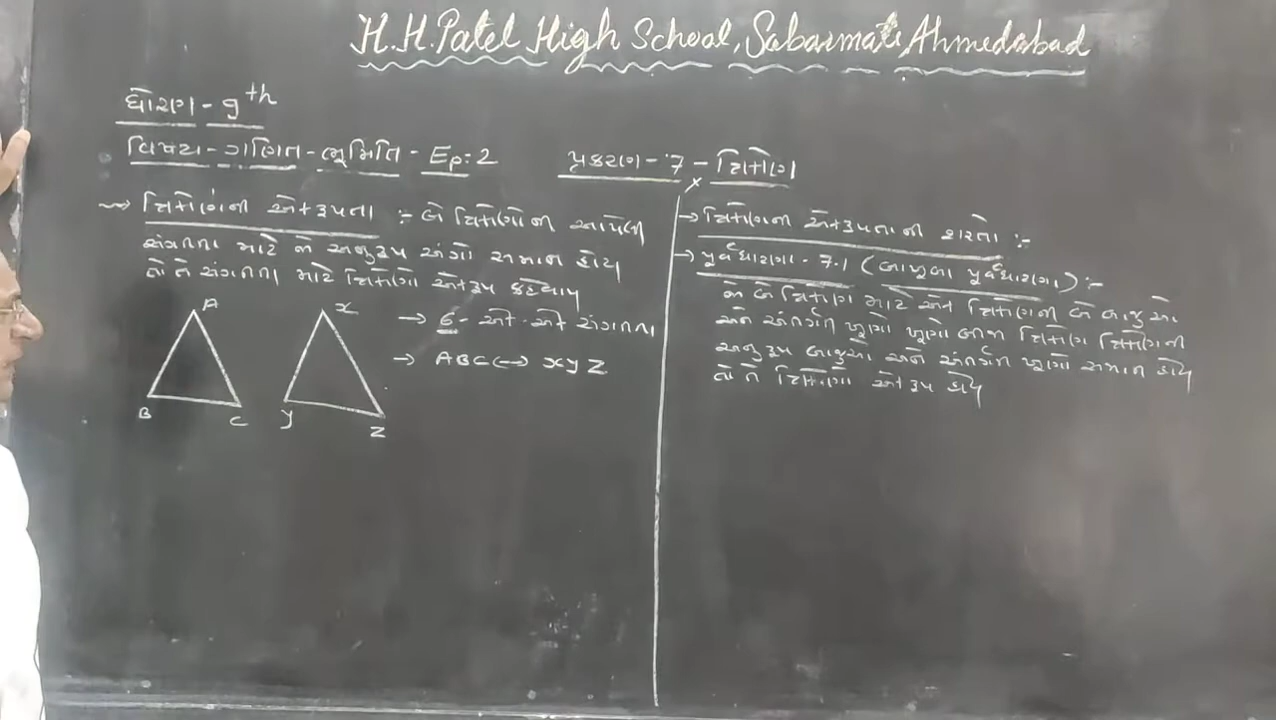 H.H.Patel High School, Sabarmati, Ahmedabad
ધોરણ - 9th
વિષય - ગણિત - ભૂમિતિ - Ep:2
પ્રકરણ - 7 - ત્રિકોણ
ત્રિકોણની એકરૂપતા :- બે ત્રિકોણોની આપેલ
સંગતતા માટે જો અનુરૂપ અંગો સમાન હોય
તો તે સંગતતા માટે ત્રિકોણો એકરૂપ કહેવાય
A
B
C
X
Y
Z
→ 6 - એક-એક સંગતતા
→ ABC ↔ XYZ
→ ત્રિકોણની એકરૂપતાની શરતો :-
→ પુર્વધારણા - 7.1 (બાખૂબા પુર્વધારણા) :-
જો બે ત્રિકોણ માટે એક ત્રિકોણની બે બાજુઓ
અને અંતર્ગત ખૂણો બીજા ત્રિકોણની
અનુરૂપ બાજુઓ અને અંતર્ગત ખૂણા સમાન હોય
તો તે ત્રિકોણો એકરૂપ હોય